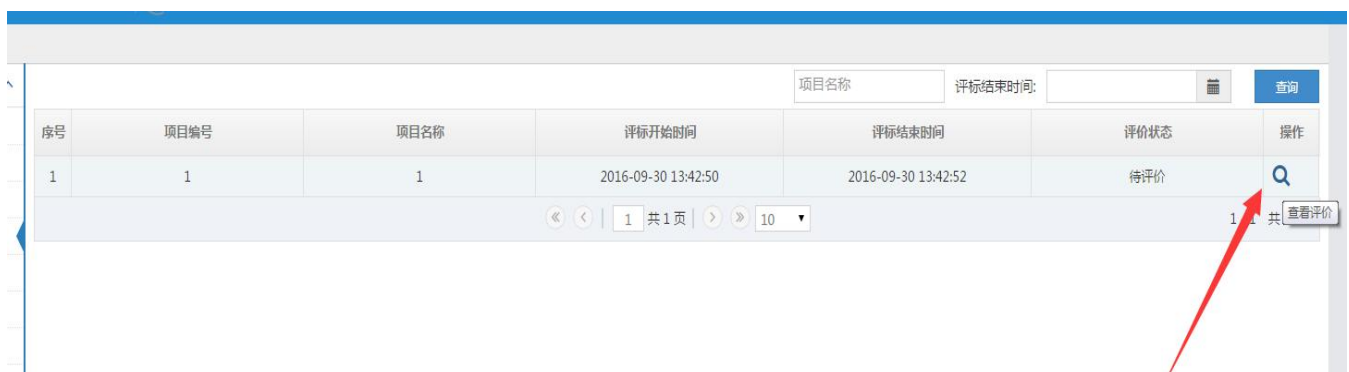 项目名称 评标结束时间: 查询
序号 项目编号 项目名称 评标开始时间 评标结束时间 评价状态 操作
1 1 1 2016-09-30 13:42:50 2016-09-30 13:42:52 待评价
查看评价
1 共1页 10 1 1 共